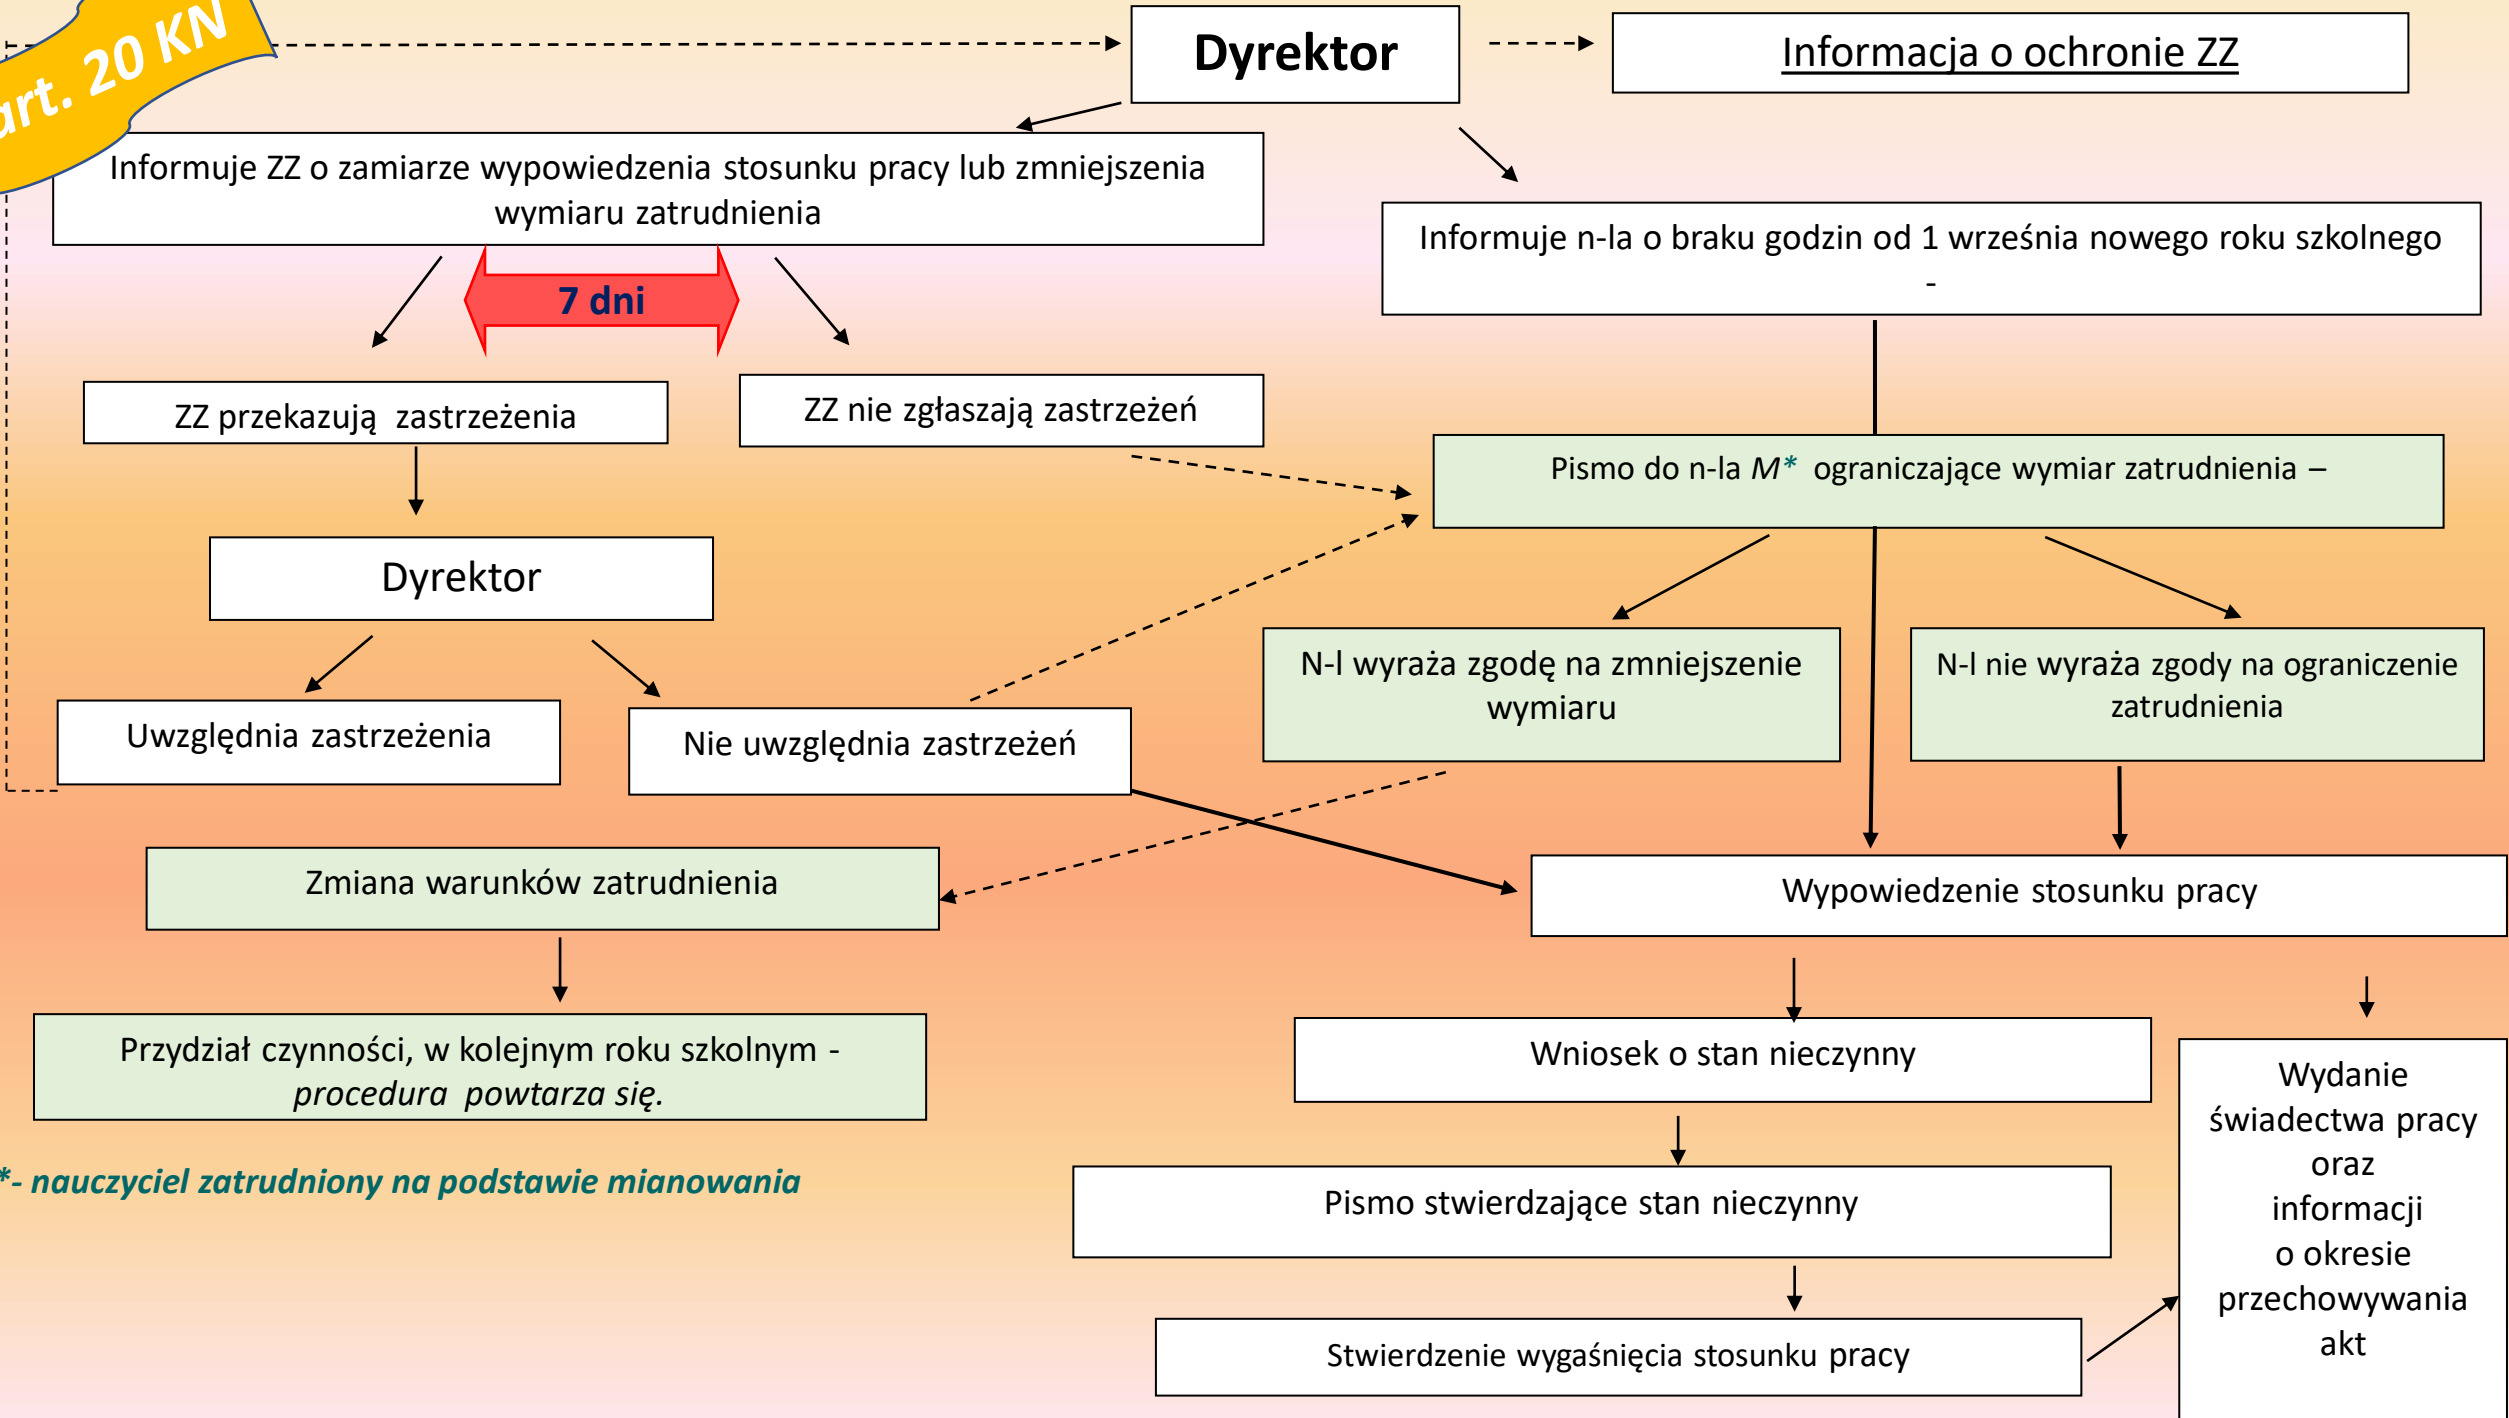 art. 20 KN
Dyrektor
Informacja o ochronie ZZ
Informuje ZZ o zamiarze wypowiedzenia stosunku pracy lub zmniejszenia
wymiaru zatrudnienia
Informuje n-la o braku godzin od 1 września nowego roku szkolnego
-
7 dni
ZZ przekazują zastrzeżenia
ZZ nie zgłaszają zastrzeżeń
Pismo do n-la M* ograniczające wymiar zatrudnienia –
Dyrektor
N-l wyraża zgodę na zmniejszenie
wymiaru
N-l nie wyraża zgody na ograniczenie
zatrudnienia
Uwzględnia zastrzeżenia
Nie uwzględnia zastrzeżeń
Zmiana warunków zatrudnienia
Wypowiedzenie stosunku pracy
Przydział czynności, w kolejnym roku szkolnym -
procedura powtarza się.
Wniosek o stan nieczynny
Wydanie
świadectwa pracy
oraz
informacji
o okresie
przechowywania
akt
*- nauczyciel zatrudniony na podstawie mianowania
Pismo stwierdzające stan nieczynny
Stwierdzenie wygaśnięcia stosunku pracy